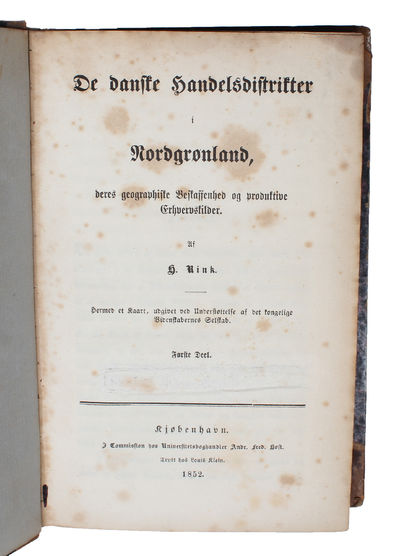 De danske Handelsdistrikter
i
Nordgrønland,
deres geographiske Beskaffenhed og produktive
Erhvervskilder.
Af
H. Rink.
Hermed et Kaart, udgivet ved Understøttelse af det kongelige
Videnskabernes Selskab.
Første Deel.
Kjøbenhavn.
I Commission hos Universitetsboghandler Andr. Fred. Høst.
Trykt hos Louis Klein.
1852.